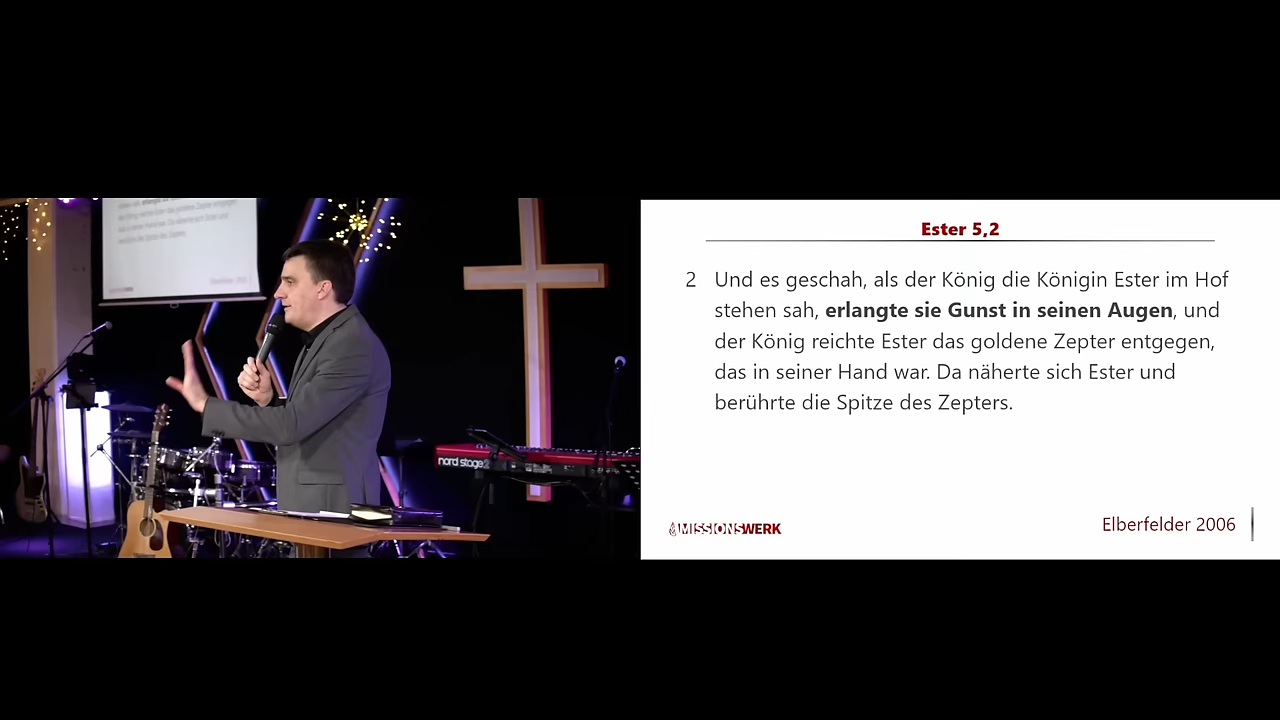 Ester 5,2
2 Und es geschah, als der König die Königin Ester im Hof
stehen sah, erlangte sie Gunst in seinen Augen, und
der König reichte Ester das goldene Zepter entgegen,
das in seiner Hand war. Da näherte sich Ester und
berührte die Spitze des Zepters.
MISSIONSWERK
Elberfelder 2006
nord stage 2